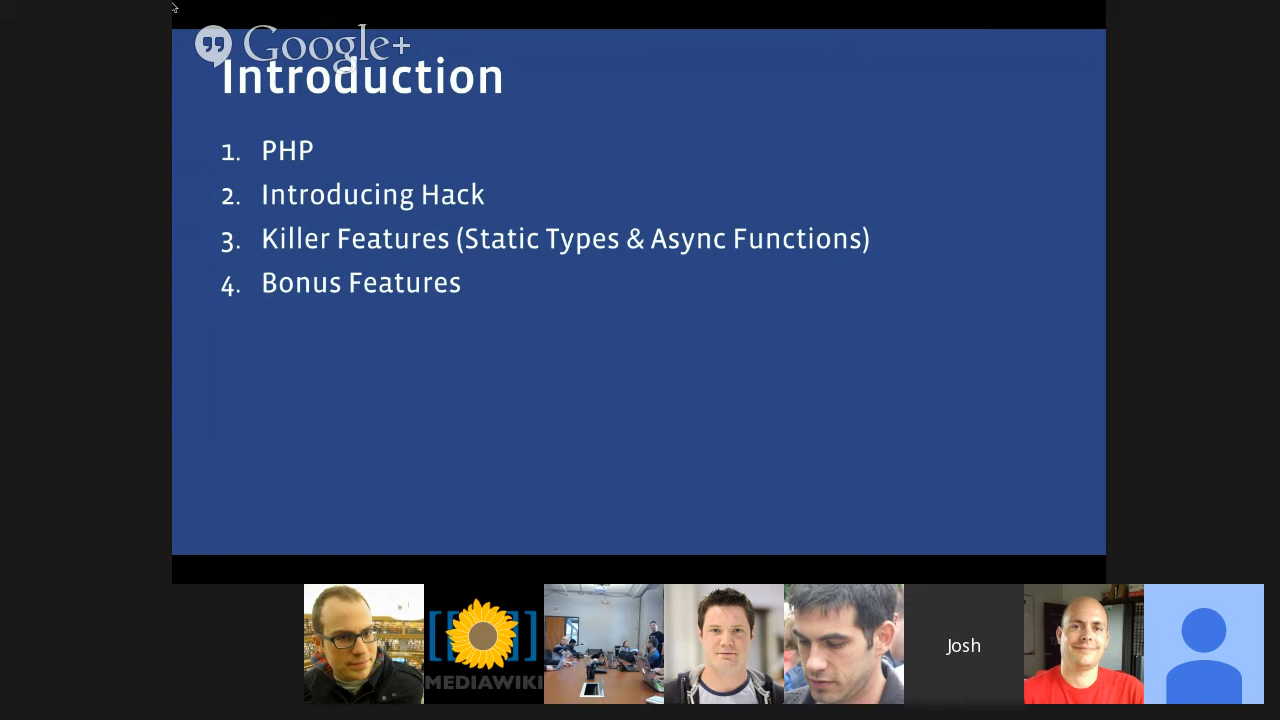 Google+
Introduction
1. PHP
2. Introducing Hack
3. Killer Features (Static Types & Async Functions)
4. Bonus Features
[[ ]]
MEDIAWIKI
Josh